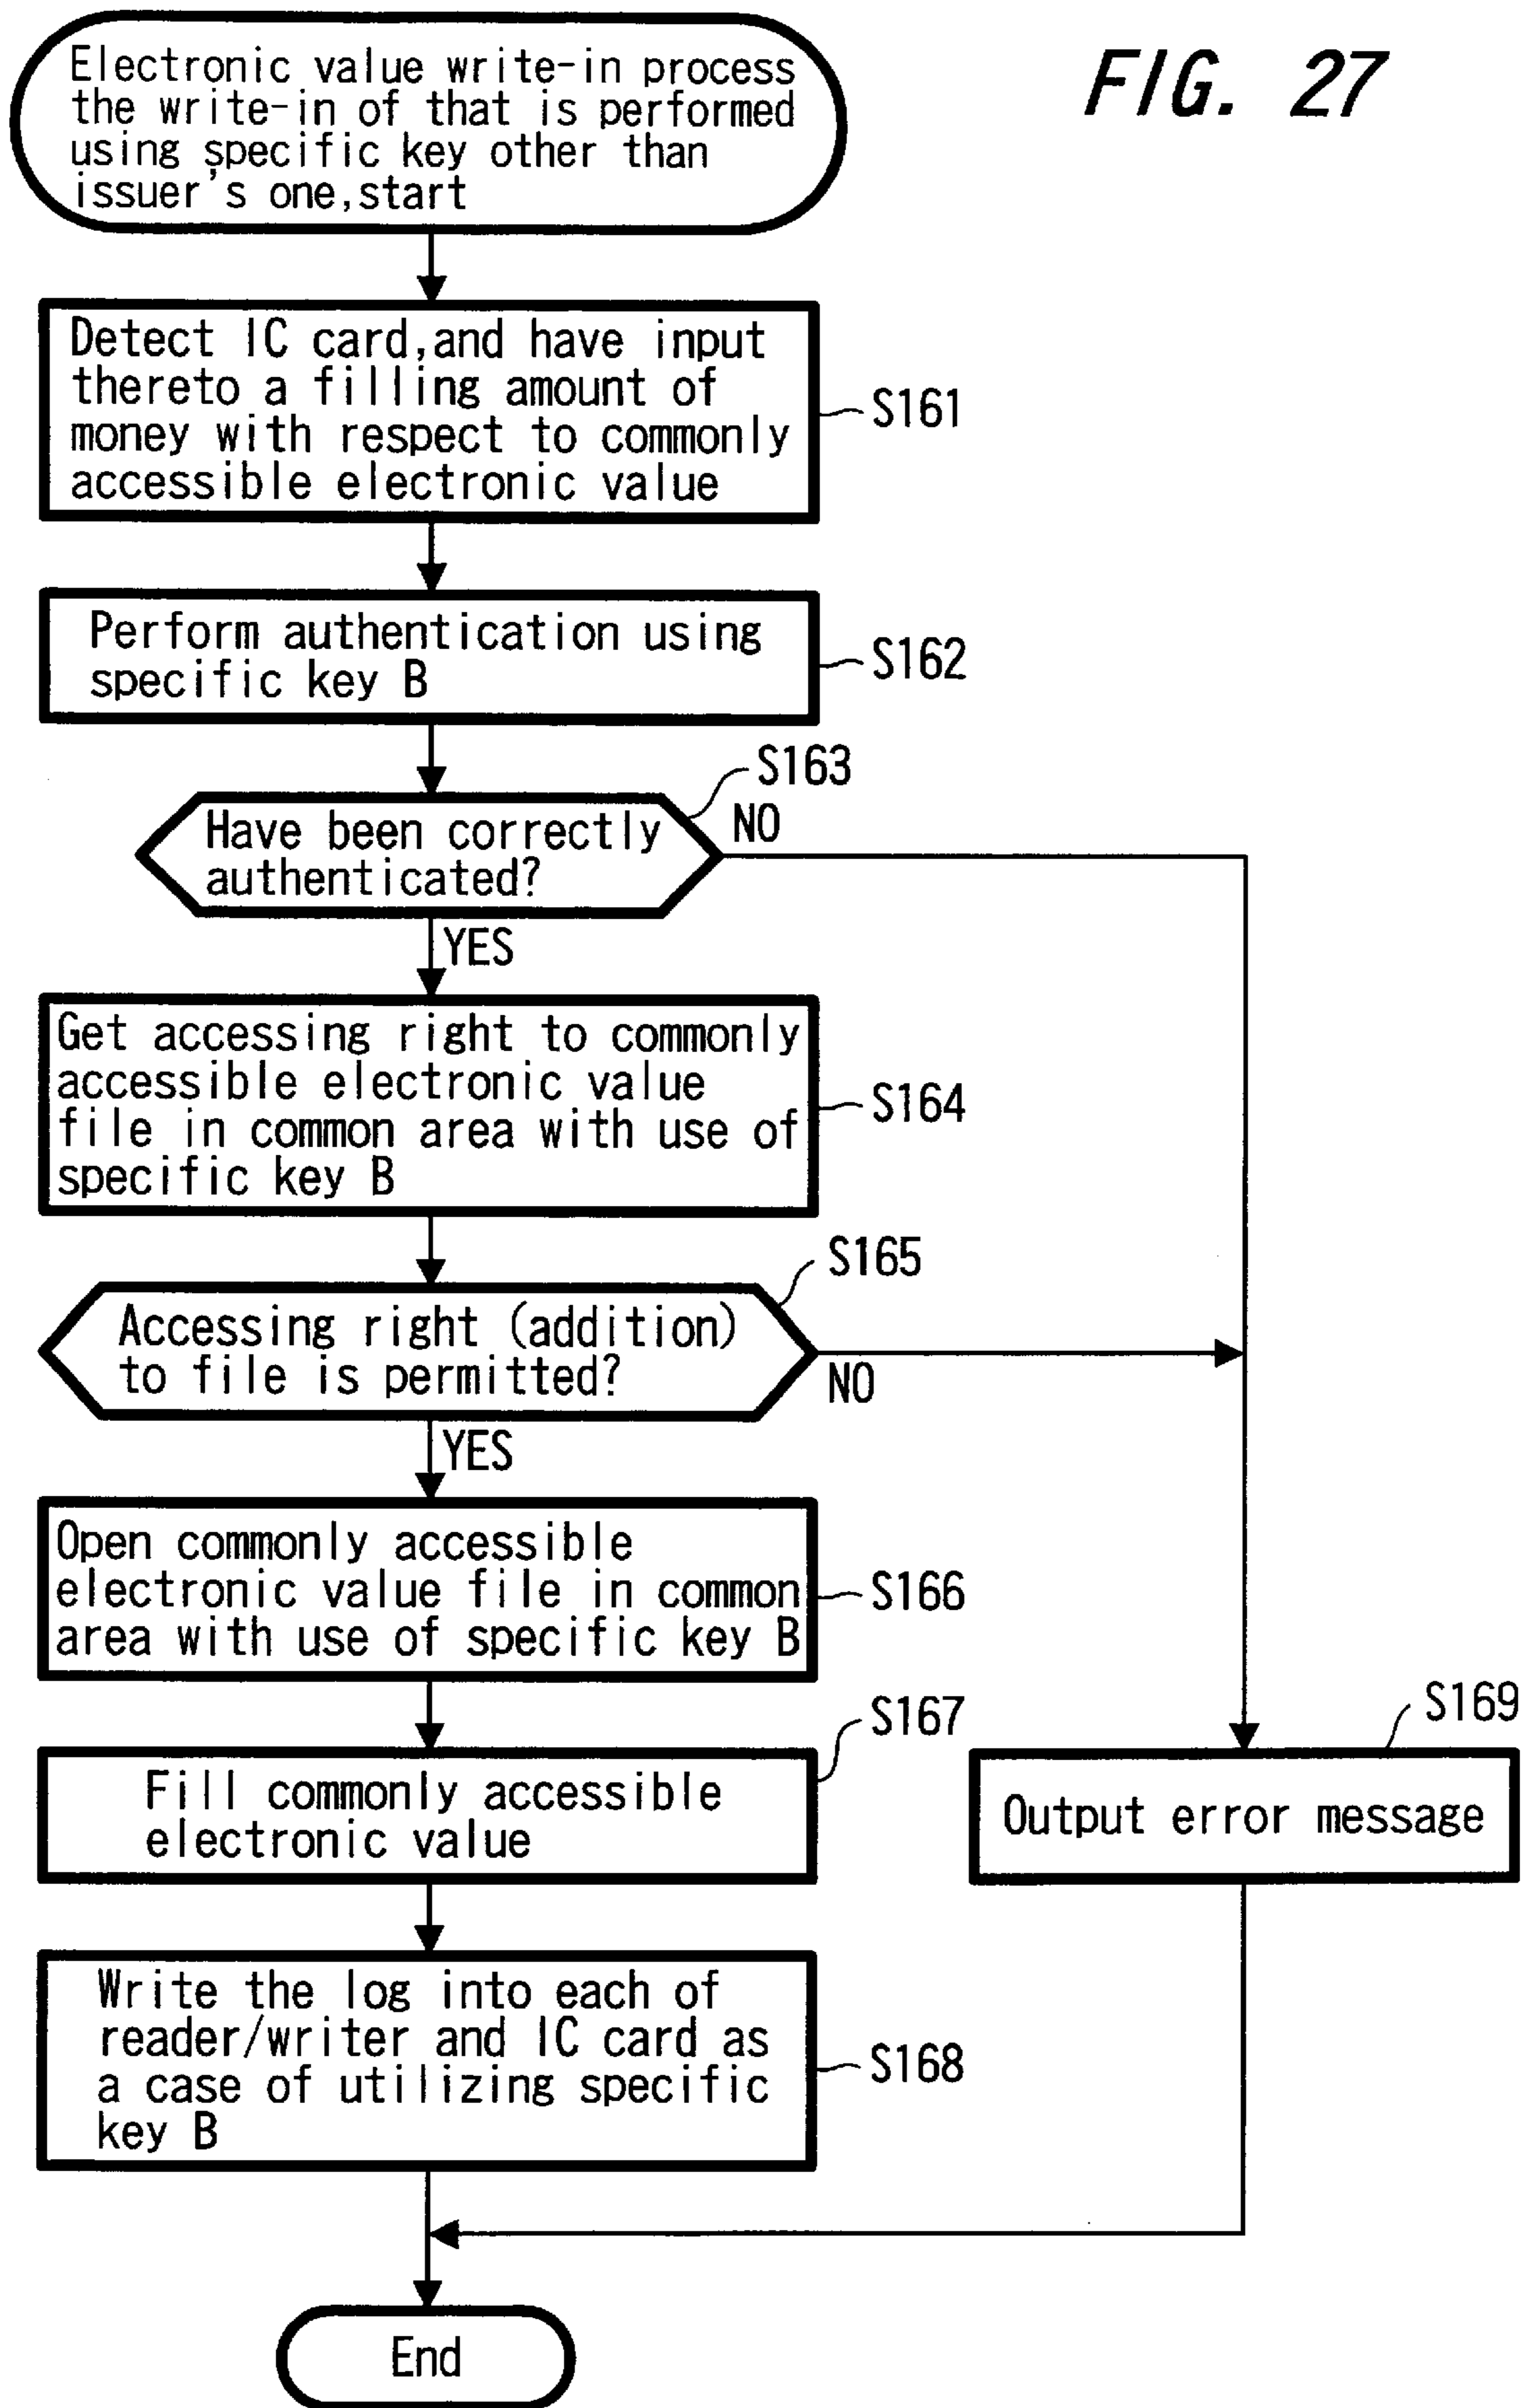 FIG. 27
Electronic value write-in process
the write-in of that is performed
using specific key other than
issuer's one,start
Detect IC card,and have input
thereto a filling amount of
money with respect to commonly
accessible electronic value
S161
Perform authentication using
specific key B
S162
S163
Have been correctly
authenticated?
NO
YES
Get accessing right to commonly
accessible electronic value
file in common area with use of
specific key B
S164
S165
Accessing right (addition)
to file is permitted?
NO
YES
Open commonly accessible
electronic value file in common
area with use of specific key B
S166
S167
Fill commonly accessible
electronic value
S169
Output error message
Write the log into each of
reader/writer and IC card as
a case of utilizing specific
key B
S168
End